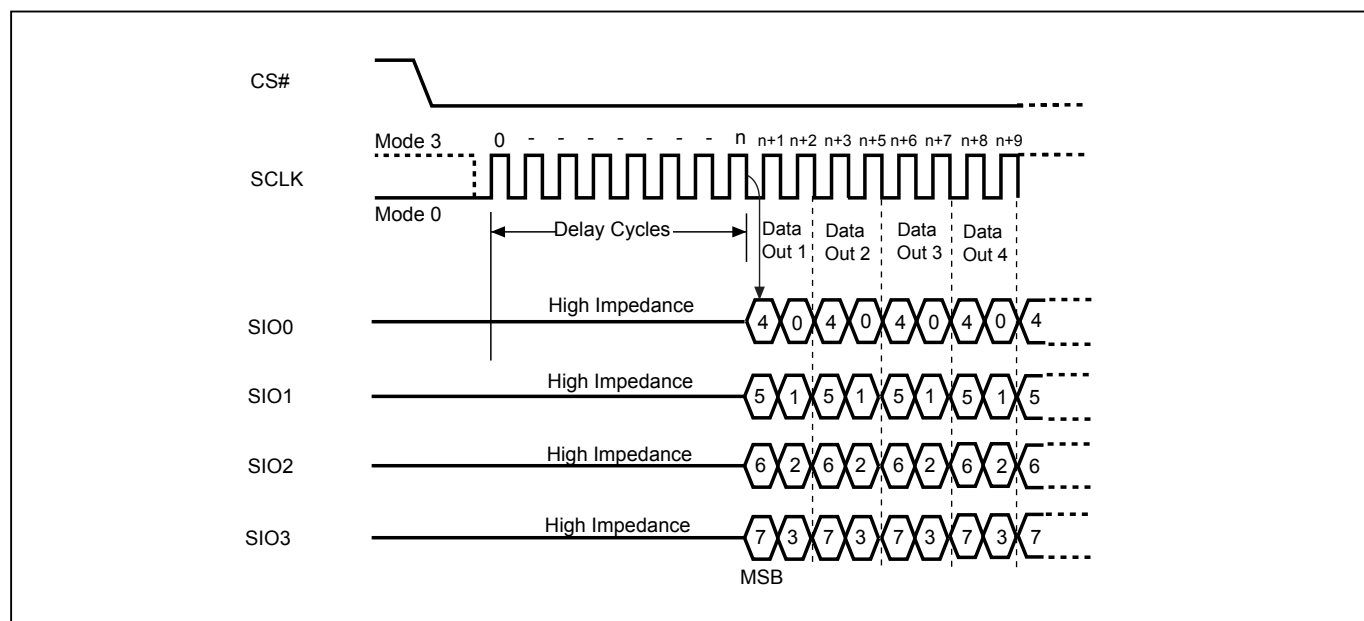 CS#
Mode 3
0 - - - - - - n n+1 n+2 n+3 n+5 n+6 n+7 n+8 n+9
SCLK
Mode 0
Delay Cycles
Data Out 1
Data Out 2
Data Out 3
Data Out 4
High Impedance
SIO0
4 0 4 0 4 0 4 0 4
High Impedance
SIO1
5 1 5 1 5 1 5 1 5
High Impedance
SIO2
6 2 6 2 6 2 6 2 6
High Impedance
SIO3
7 3 7 3 7 3 7 3 7
MSB